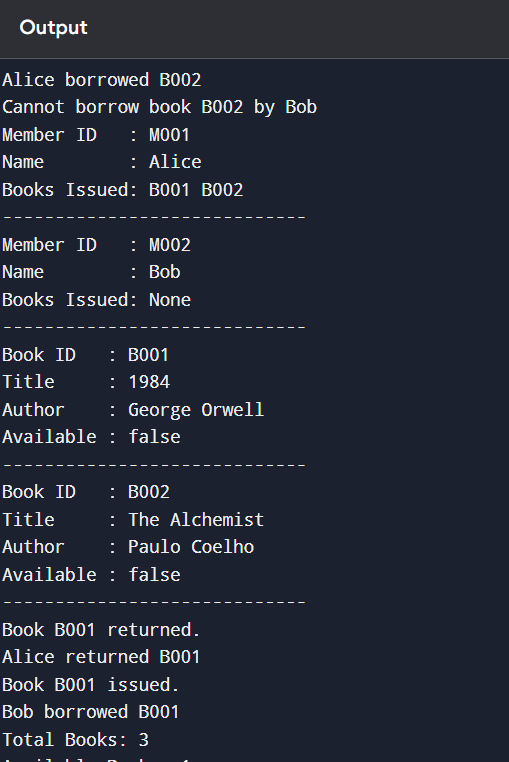 Output
Alice borrowed B002
Cannot borrow book B002 by Bob
Member ID   : M001
Name        : Alice
Books Issued: B001 B002
-----------------------------
Member ID   : M002
Name        : Bob
Books Issued: None
-----------------------------
Book ID   : B001
Title     : 1984
Author    : George Orwell
Available : false
-----------------------------
Book ID   : B002
Title     : The Alchemist
Author    : Paulo Coelho
Available : false
-----------------------------
Book B001 returned.
Alice returned B001
Book B001 issued.
Bob borrowed B001
Total Books: 3